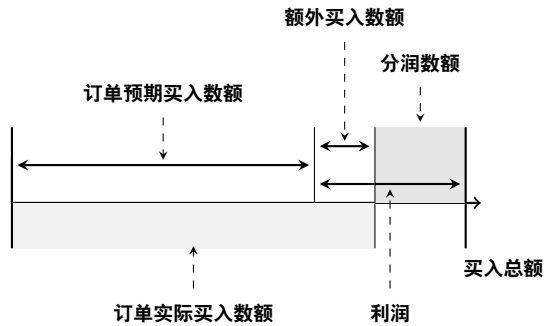 额外买入数额
分润数额
订单预期买入数额
买入总额
订单实际买入数额
利润